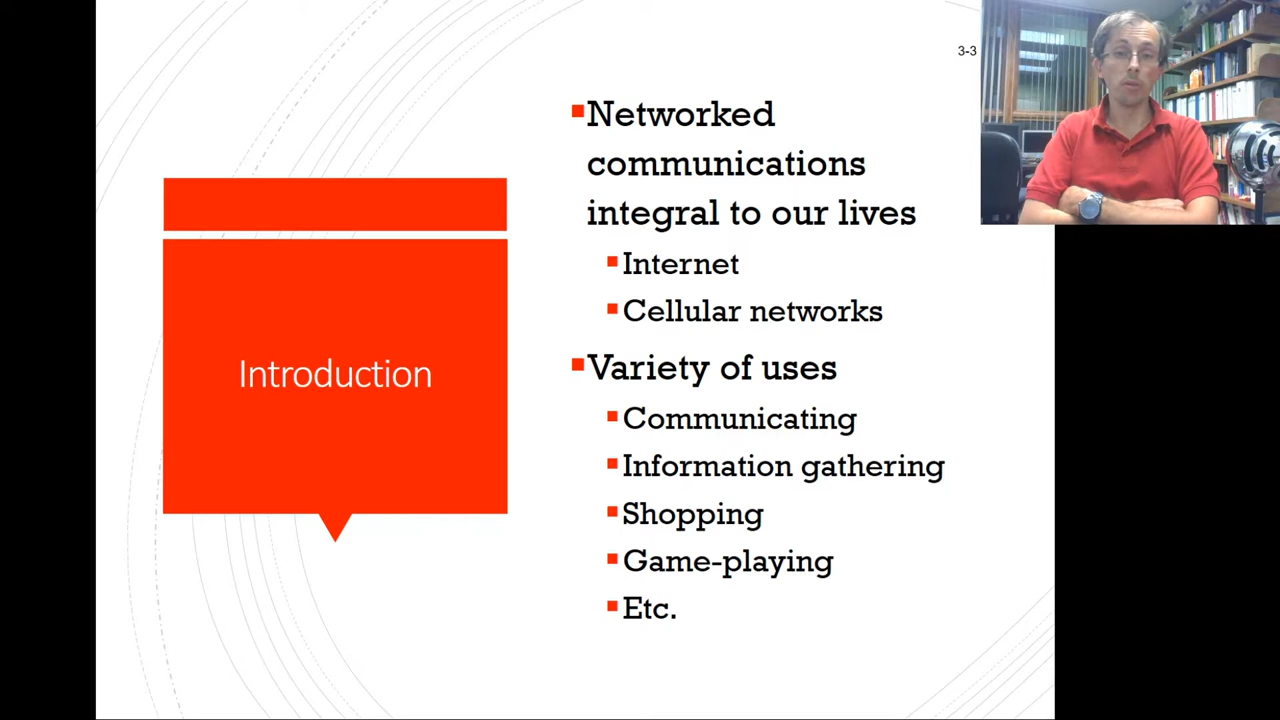 3-3
Introduction
Networked
communications
integral to our lives
Internet
Cellular networks
Variety of uses
Communicating
Information gathering
Shopping
Game-playing
Etc.